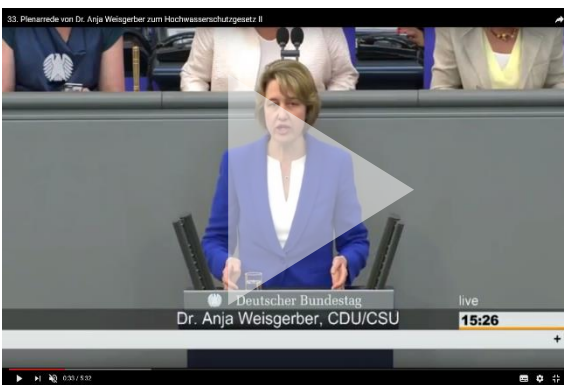 33. Plenarrede von Dr. Anja Weisgerber zum Hochwasserschutzgesetz II
Deutscher Bundestag
live
Dr. Anja Weisgerber, CDU/CSU
15:26
+
0:33 / 5:32